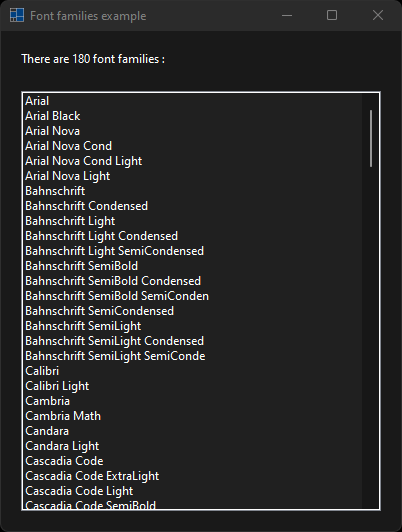 Font families example
There are 180 font families :
Arial
Arial Black
Arial Nova
Arial Nova Cond
Arial Nova Cond Light
Arial Nova Light
Bahnschrift
Bahnschrift Condensed
Bahnschrift Light
Bahnschrift Light Condensed
Bahnschrift Light SemiCondensed
Bahnschrift SemiBold
Bahnschrift SemiBold Condensed
Bahnschrift SemiBold SemiConden
Bahnschrift SemiCondensed
Bahnschrift SemiLight
Bahnschrift SemiLight Condensed
Bahnschrift SemiLight SemiConde
Calibri
Calibri Light
Cambria
Cambria Math
Candara
Candara Light
Cascadia Code
Cascadia Code ExtraLight
Cascadia Code Light
Cascadia Code SemiBold